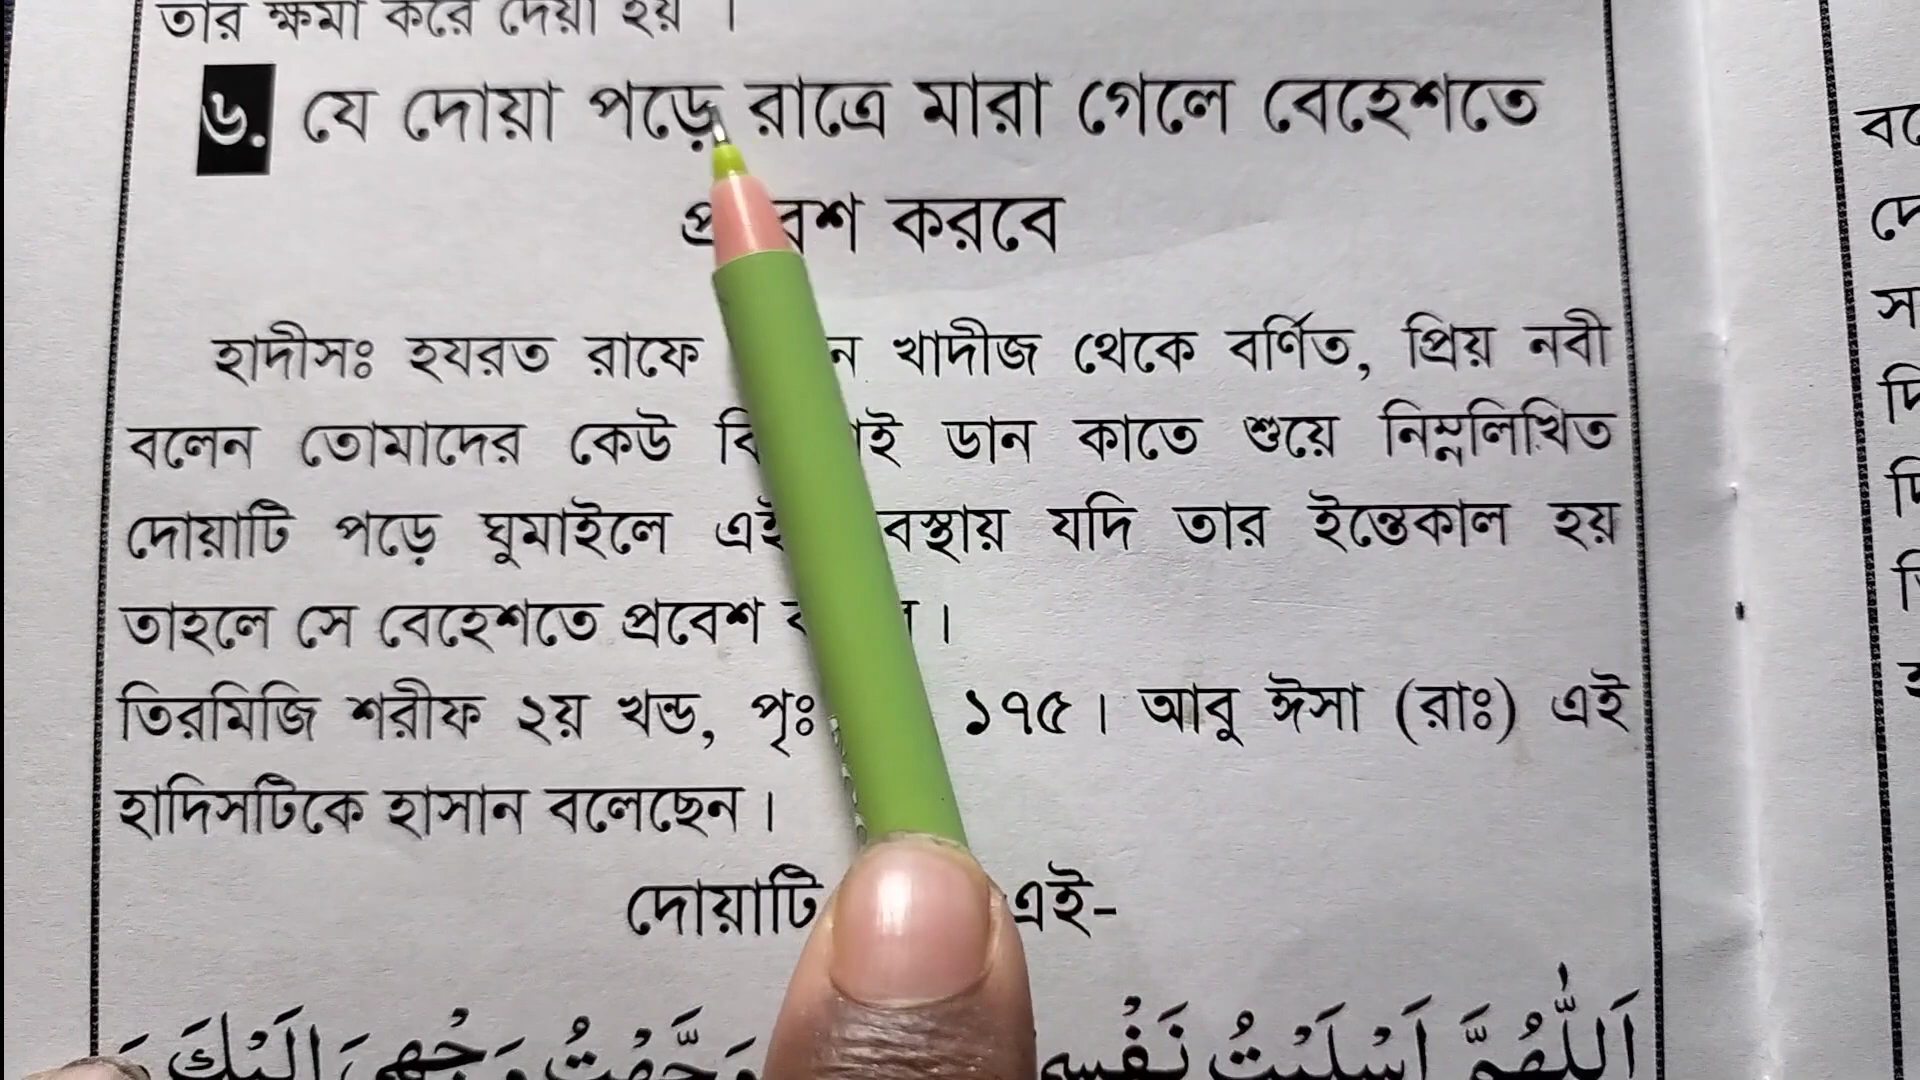 তার ক্ষমা করে দেয়া হয় ।
৬. যে দোয়া পড়ে রাত্রে মারা গেলে বেহেশতে
করবে
হাদীসঃ হযরত রাফে খাদীজ থেকে বর্ণিত, প্রিয় নবী
বলেন তোমাদের কেউ ডান কাতে শুয়ে নিম্নলিখিত
দোয়াটি পড়ে ঘুমাইলে এই যদি তার ইন্তেকাল হয়
তাহলে সে বেহেশতে প্রবেশ ।
তিরমিজি শরীফ ২য় খন্ড, পৃঃ ১৭৫। আবু ঈসা (রাঃ) এই
হাদিসটিকে হাসান বলেছেন।
দোয়াটি এই-
اَللّٰهُمَّ اَسْلَمْتُ نَفْسِى وَجَّهْتُ وَجْهِىَ اِلَيْكَ